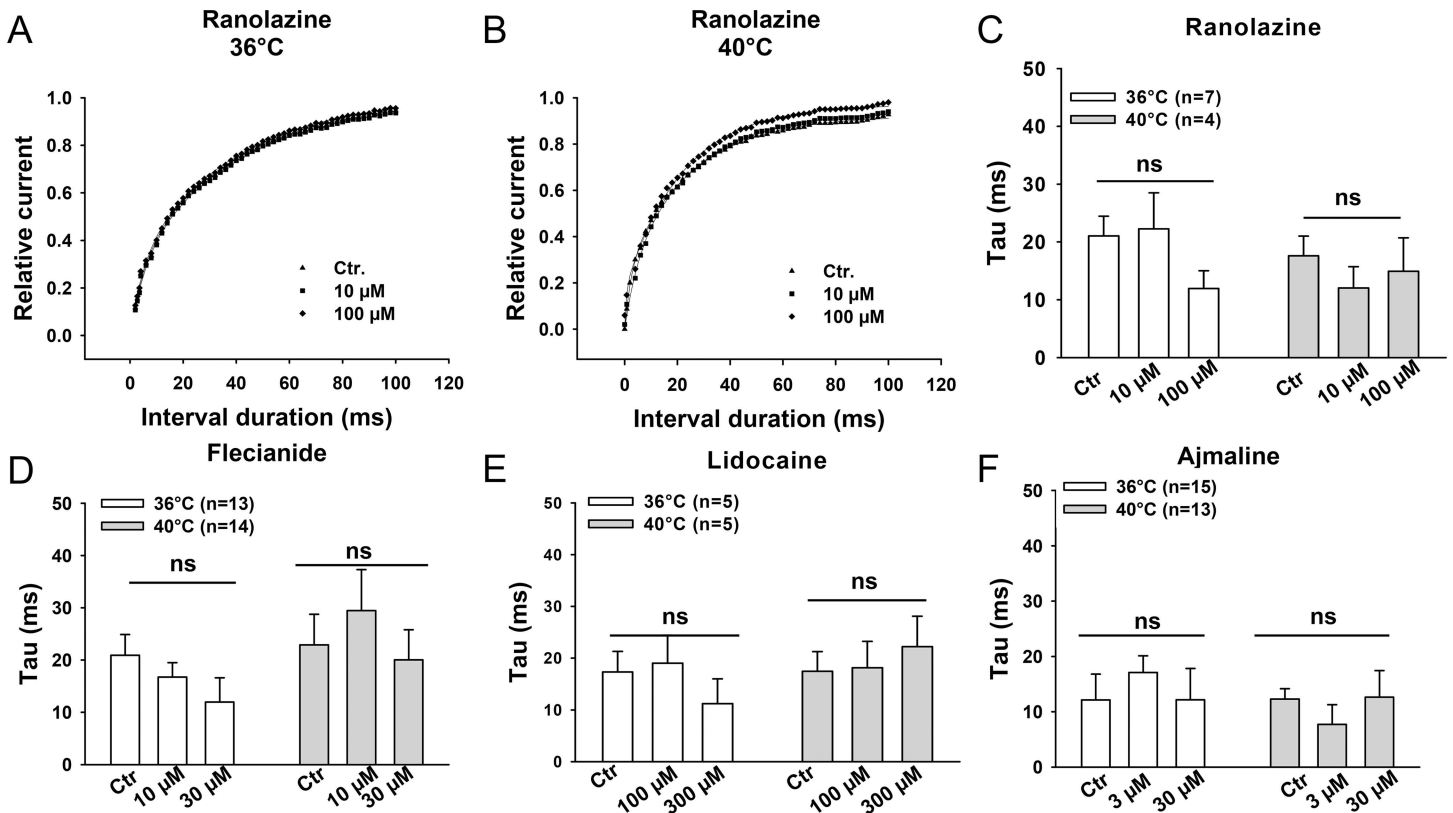 A
Ranolazine
36°C
Relative current
1.0
0.8
0.6
0.4
0.2
0.0
Ctr.
10 µM
100 µM
0 20 40 60 80 100 120
Interval duration (ms)
B
Ranolazine
40°C
Relative current
1.0
0.8
0.6
0.4
0.2
0.0
Ctr.
10 µM
100 µM
0 20 40 60 80 100 120
Interval duration (ms)
C
Ranolazine
Tau (ms)
50
40
30
20
10
0
36°C (n=7)
40°C (n=4)
ns
ns
Ctr 10 µM 100 µM Ctr 10 µM 100 µM
D
Flecianide
Tau (ms)
50
40
30
20
10
0
36°C (n=13)
40°C (n=14)
ns
ns
Ctr 10 µM 30 µM Ctr 10 µM 30 µM
E
Lidocaine
Tau (ms)
50
40
30
20
10
0
36°C (n=5)
40°C (n=5)
ns
ns
Ctr 100 µM 300 µM Ctr 100 µM 300 µM
F
Ajmaline
Tau (ms)
50
40
30
20
10
0
36°C (n=15)
40°C (n=13)
ns
ns
Ctr 3 µM 30 µM Ctr 3 µM 30 µM